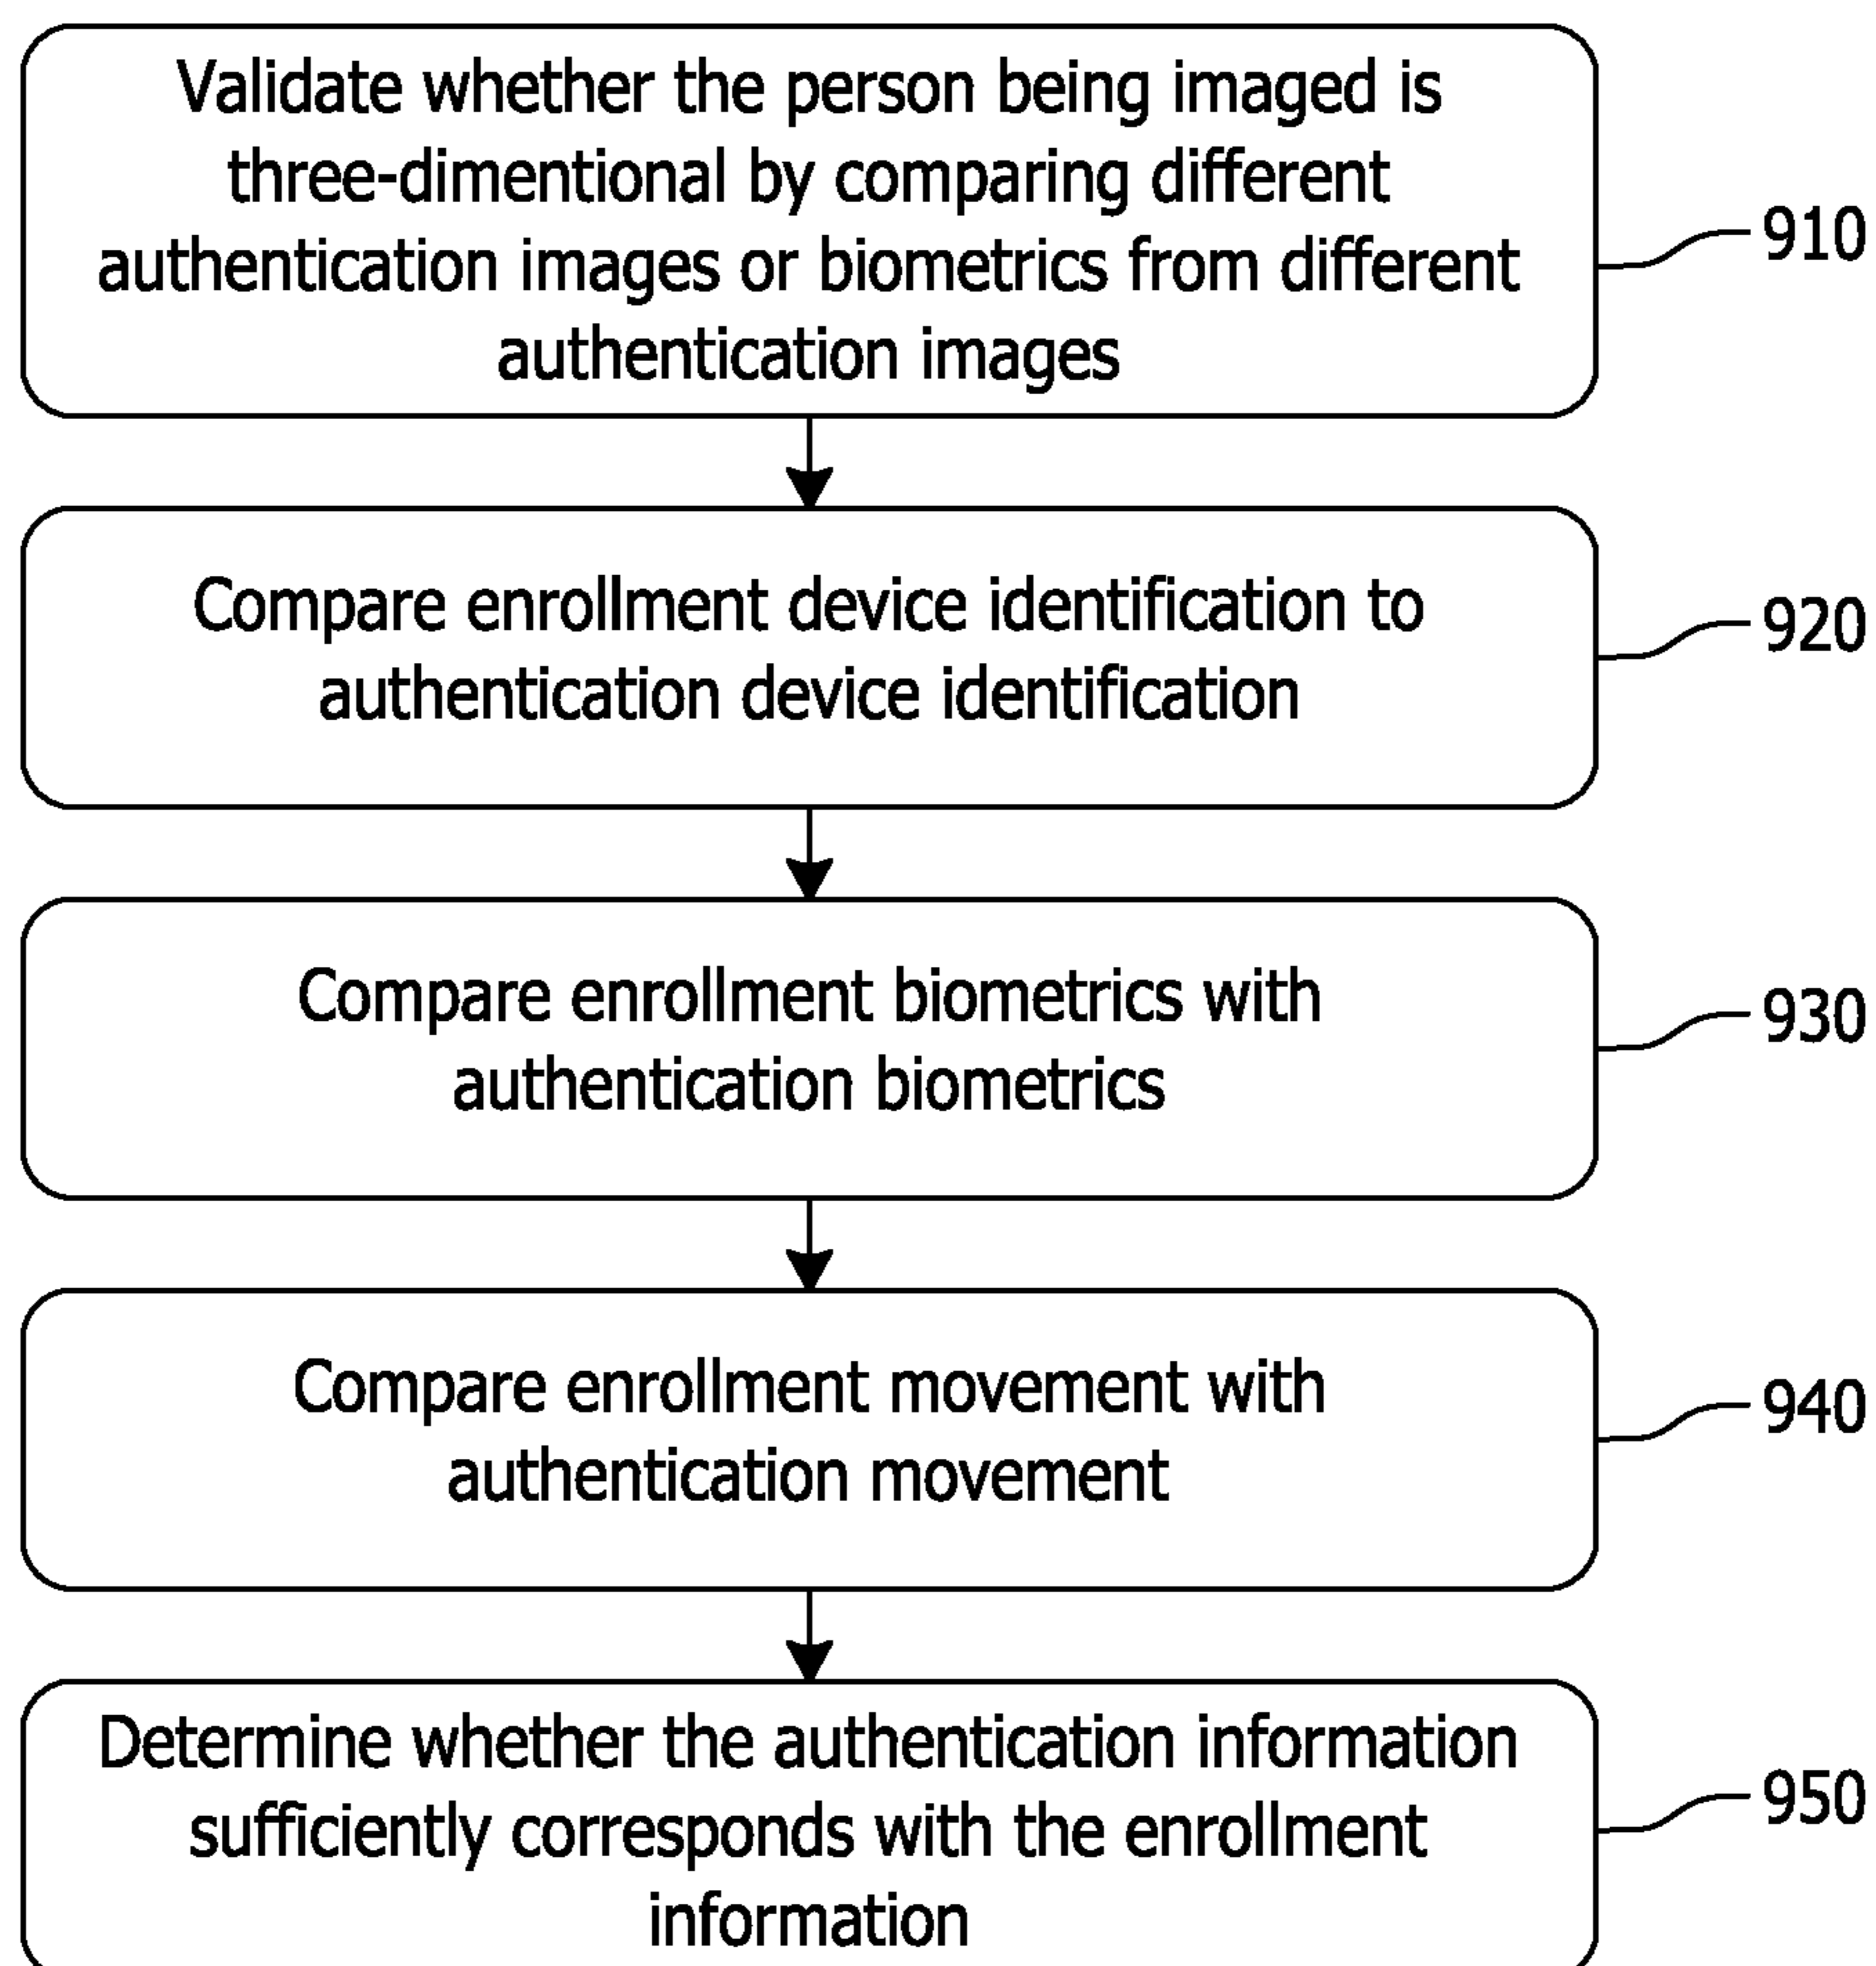 Validate whether the person being imaged is
three-dimentional by comparing different
authentication images or biometrics from different
authentication images
910
Compare enrollment device identification to
authentication device identification
920
Compare enrollment biometrics with
authentication biometrics
930
Compare enrollment movement with
authentication movement
940
Determine whether the authentication information
sufficiently corresponds with the enrollment
information
950